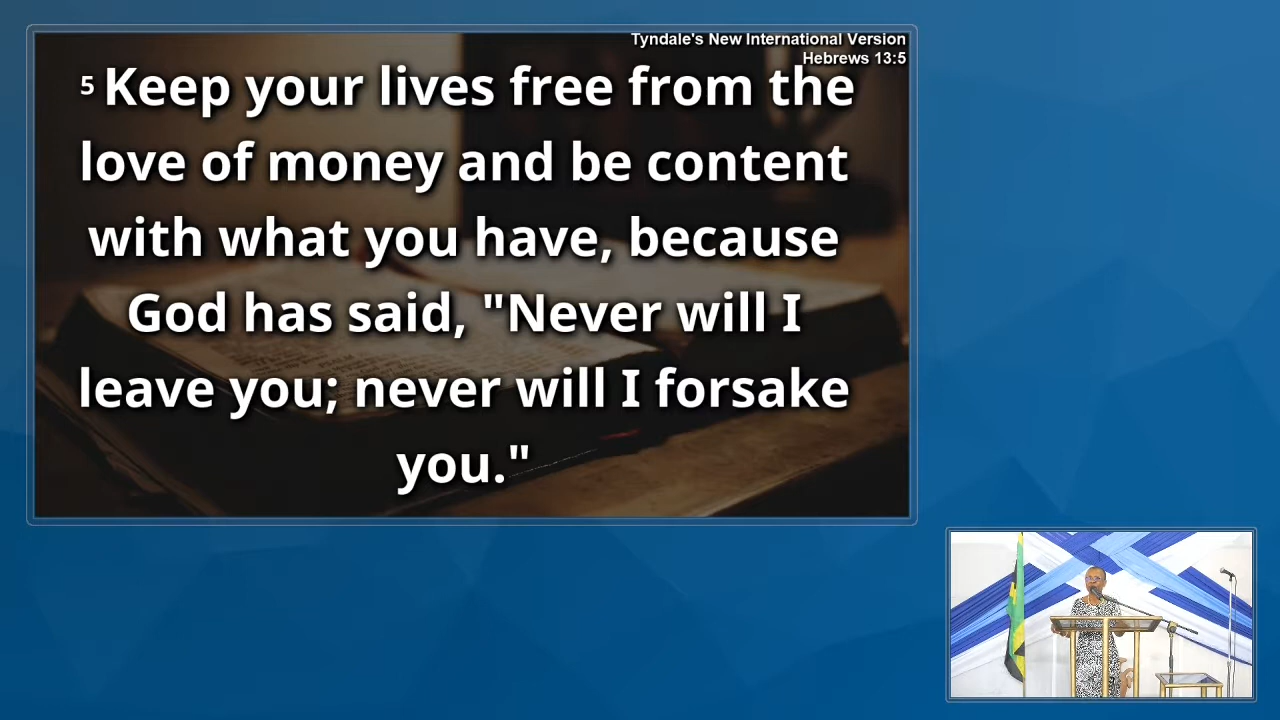 Tyndale's New International Version
Hebrews 13:5
5 Keep your lives free from the
love of money and be content
with what you have, because
God has said, "Never will I
leave you; never will I forsake
you."